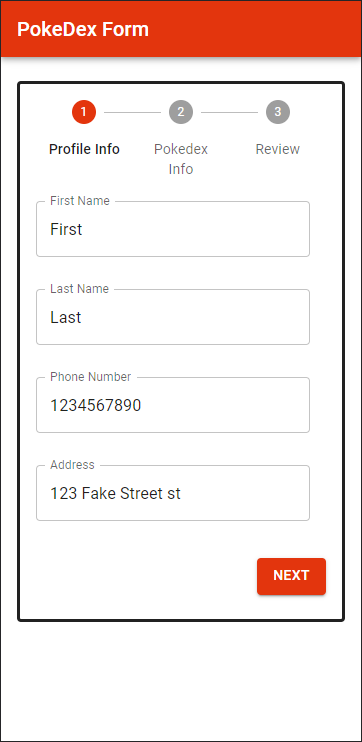 PokeDex Form
1
2
3
Profile Info
Pokedex
Info
Review
First Name
First
Last Name
Last
Phone Number
1234567890
Address
123 Fake Street st
NEXT